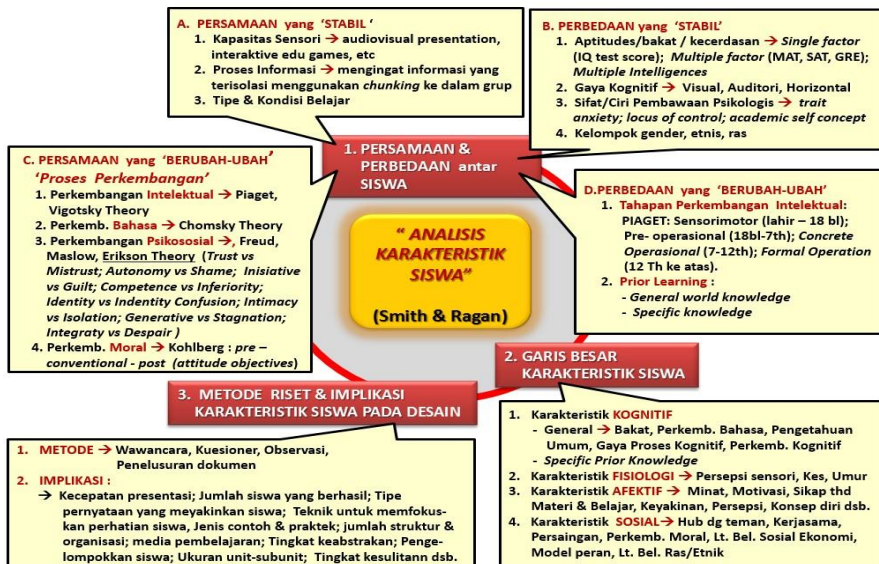 A. PERSAMAAN yang ‘STABIL ‘
1. Kapasitas Sensori → audiovisual presentation,
interaktive edu games, etc
2. Proses Informasi → mengingat informasi yang
terisolasi menggunakan chunking ke dalam grup
3. Tipe & Kondisi Belajar
B. PERBEDAAN yang ‘STABIL’
1. Aptitudes/bakat / kecerdasan → Single factor
(IQ test score); Multiple factor (MAT, SAT, GRE);
Multiple Intelligences
2. Gaya Kognitif → Visual, Auditori, Horizontal
3. Sifat/Ciri Pembawaan Psikologis → trait
anxiety; locus of control; academic self concept
4. Kelompok gender, etnis, ras
1. PERSAMAAN &
PERBEDAAN antar
SISWA
C. PERSAMAAN yang ‘BERUBAH-UBAH’
‘Proses Perkembangan’
1. Perkembangan Intelektual → Piaget,
Vigotsky Theory
2. Perkemb. Bahasa → Chomsky Theory
3. Perkembangan Psikososial →, Freud,
Maslow, Erikson Theory (Trust vs
Mistrust; Autonomy vs Shame; Inisiative
vs Guilt; Competence vs Inferiority;
Identity vs Indentity Confusion; Intimacy
vs Isolation; Generative vs Stagnation;
Integraty vs Despair )
4. Perkemb. Moral → Kohlberg : pre –
conventional - post (attitude objectives)
“ ANALISIS
KARAKTERISTIK
SISWA”
(Smith & Ragan)
D.PERBEDAAN yang ‘BERUBAH-UBAH’
1. Tahapan Perkembangan Intelektual:
PIAGET: Sensorimotor (lahir – 18 bl);
Pre- operasional (18bl-7th); Concrete
Operasional (7-12th); Formal Operation
(12 Th ke atas).
2. Prior Learning :
- General world knowledge
- Specific knowledge
2. GARIS BESAR
KARAKTERISTIK SISWA
3. METODE RISET & IMPLIKASI
KARAKTERISTIK SISWA PADA DESAIN
1. METODE → Wawancara, Kuesioner, Observasi,
Penelusuran dokumen
2. IMPLIKASI :
→ Kecepatan presentasi; Jumlah siswa yang berhasil; Tipe
pernyataan yang meyakinkan siswa; Teknik untuk memfokus-
kan perhatian siswa, Jenis contoh & praktek; jumlah struktur &
organisasi; media pembelajaran; Tingkat keabstrakan; Penge-
lompokkan siswa; Ukuran unit-subunit; Tingkat kesulitann dsb.
1. Karakteristik KOGNITIF
- General → Bakat, Perkemb. Bahasa, Pengetahuan
Umum, Gaya Proses Kognitif, Perkemb. Kognitif
- Specific Prior Knowledge
2. Karakteristik FISIOLOGI → Persepsi sensori, Kes, Umur
3. Karakteristik AFEKTIF → Minat, Motivasi, Sikap thd
Materi & Belajar, Keyakinan, Persepsi, Konsep diri dsb.
4. Karakteristik SOSIAL→ Hub dg teman, Kerjasama,
Persaingan, Perkemb. Moral, Lt. Bel. Sosial Ekonomi,
Model peran, Lt. Bel. Ras/Etnik